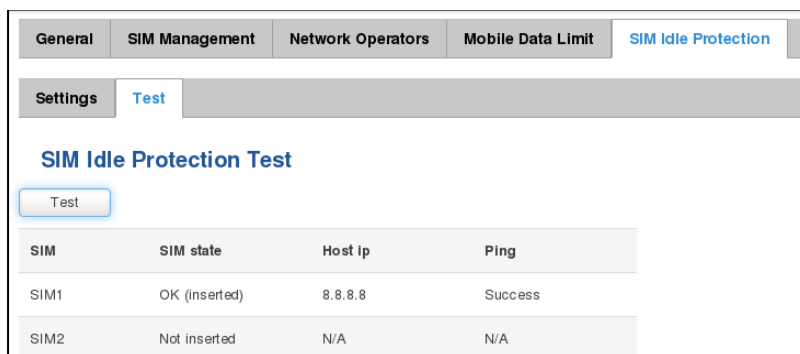 General SIM Management Network Operators Mobile Data Limit SIM Idle Protection
Settings Test
SIM Idle Protection Test
Test
SIM SIM state Host ip Ping
SIM1 OK (inserted) 8.8.8.8 Success
SIM2 Not inserted N/A N/A